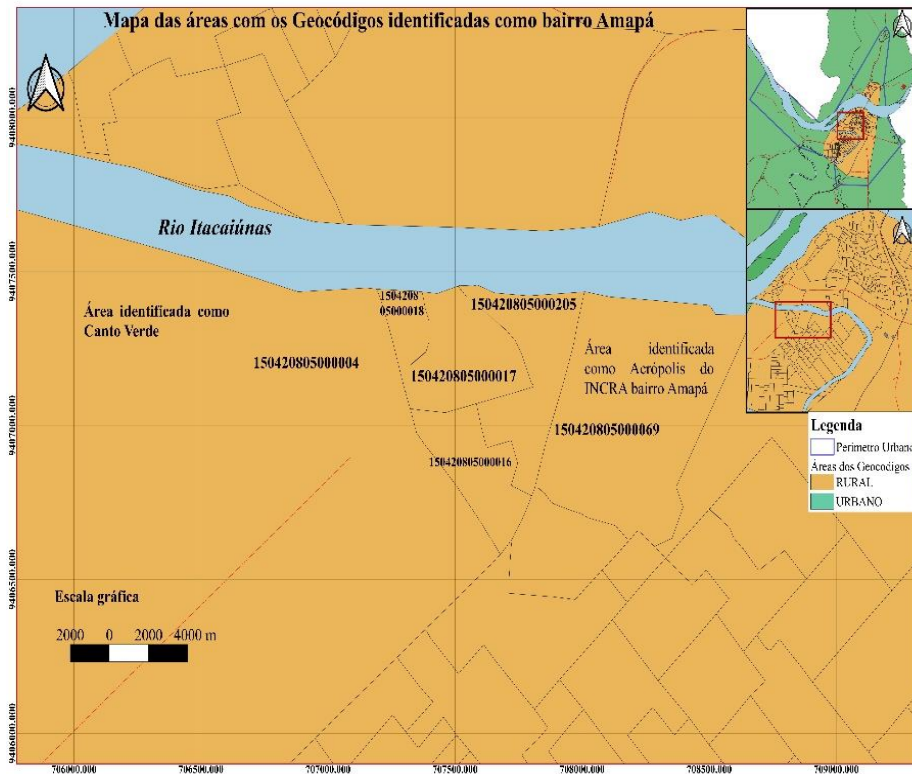 Mapa das áreas com os Geocódigos identificadas como bairro Amapá
9408000.000
9407500.000
9407000.000
9406500.000
9406000.000
Rio Itacaiúnas
Área identificada como
Canto Verde
1504208
05000018
150420805000205
150420805000004
150420805000017
Área identificada
como Acrópolis do
INCRA bairro Amapá
150420805000069
150420805000016
Legenda
Perimetro Urbano
Áreas dos Geocodigos
RURAL
URBANO
Escala gráfica
2000 0 2000 4000 m
706000.000 706500.000 707000.000 707500.000 708000.000 708500.000 709000.000